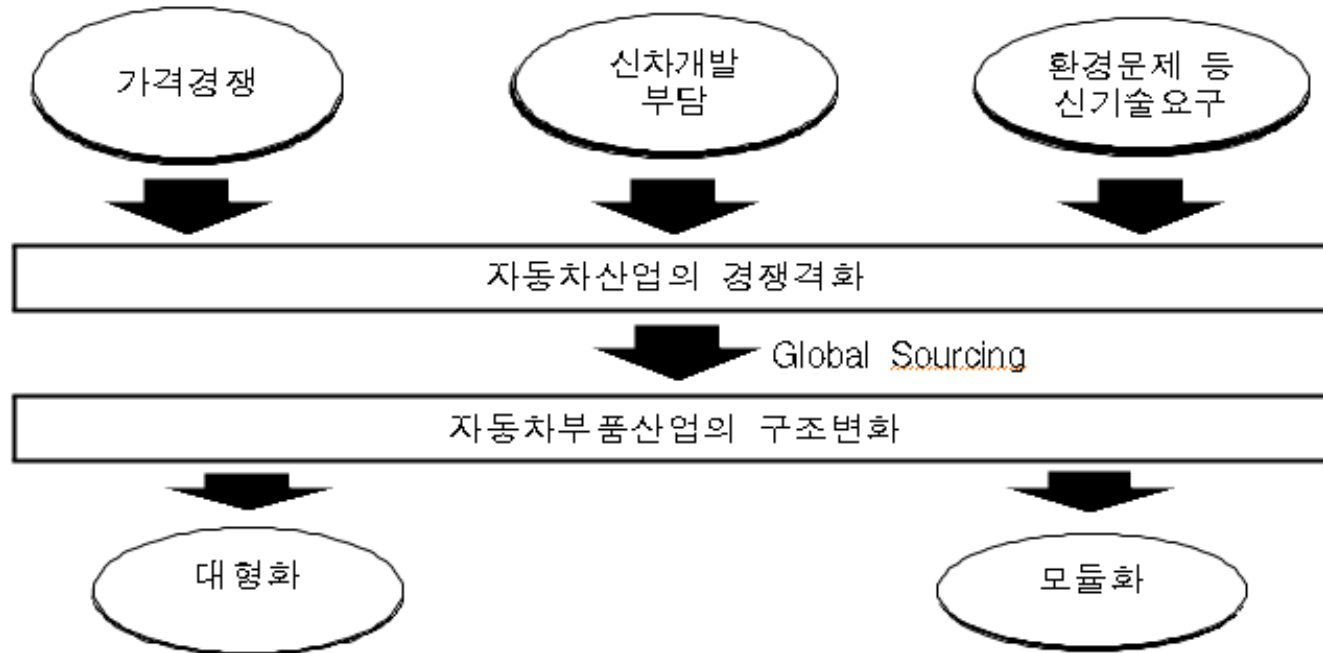 가격경쟁
신차개발
부담
환경문제 등
신기술요구
자동차산업의 경쟁격화
Global Sourcing
자동차부품산업의 구조변화
대형화
모듈화